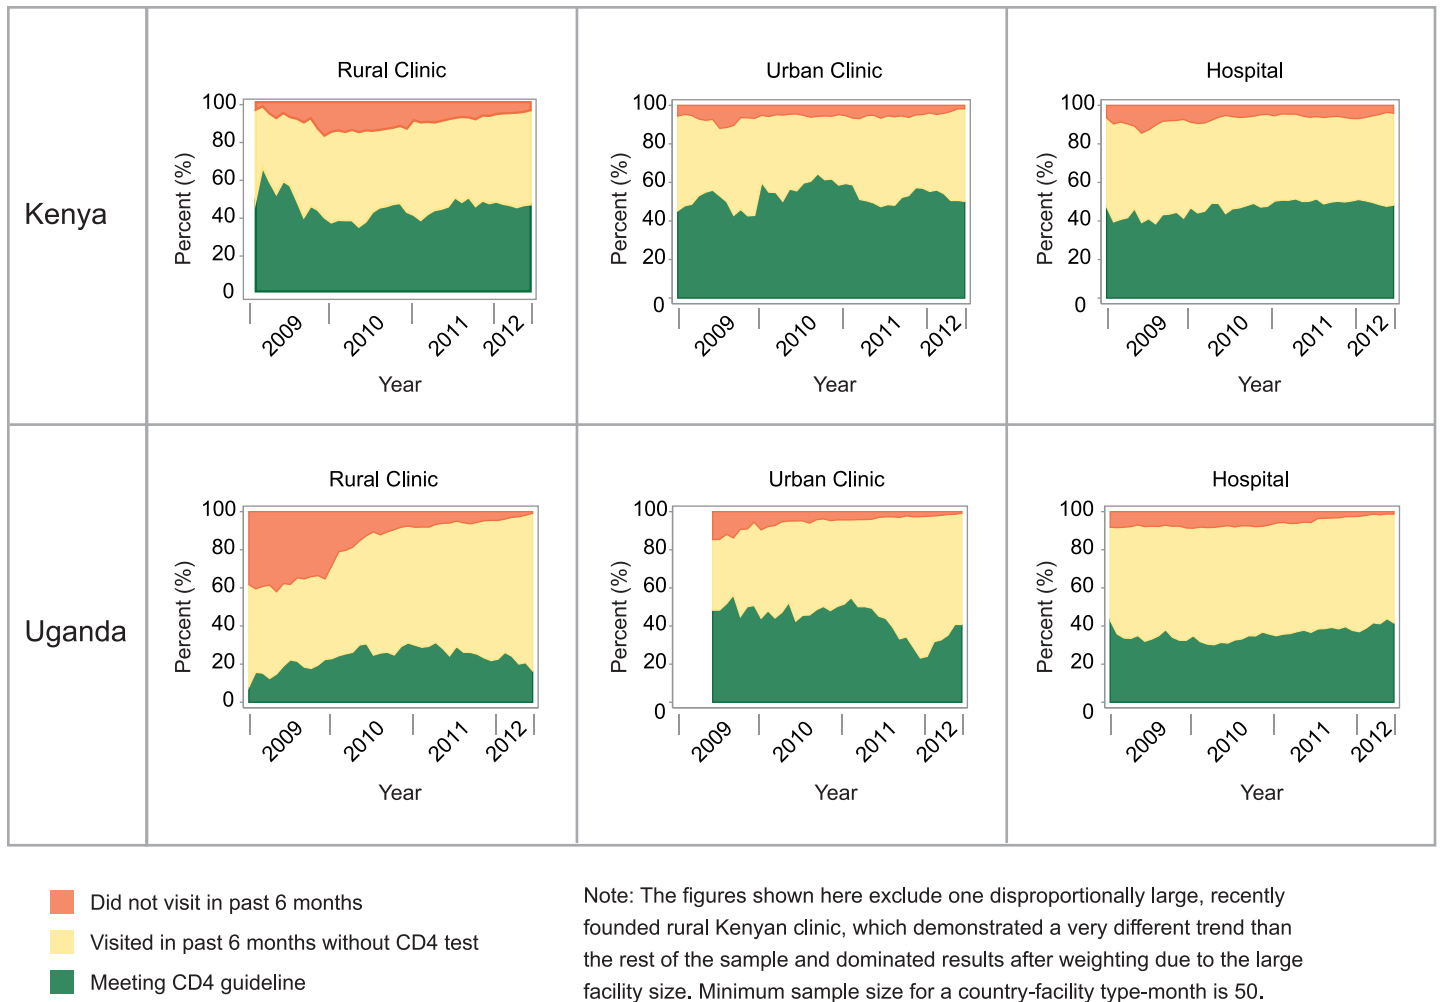 Kenya
Rural Clinic
Percent (%)
100
80
60
40
20
0
2009
2010
2011
2012
Year
Urban Clinic
Percent (%)
100
80
60
40
20
0
2009
2010
2011
2012
Year
Hospital
Percent (%)
100
80
60
40
20
0
2009
2010
2011
2012
Year
Uganda
Rural Clinic
Percent (%)
100
80
60
40
20
0
2009
2010
2011
2012
Year
Urban Clinic
Percent (%)
100
80
60
40
20
0
2009
2010
2011
2012
Year
Hospital
Percent (%)
100
80
60
40
20
0
2009
2010
2011
2012
Year
Did not visit in past 6 months
Visited in past 6 months without CD4 test
Meeting CD4 guideline
Note: The figures shown here exclude one disproportionally large, recently
founded rural Kenyan clinic, which demonstrated a very different trend than
the rest of the sample and dominated results after weighting due to the large
facility size. Minimum sample size for a country-facility type-month is 50.